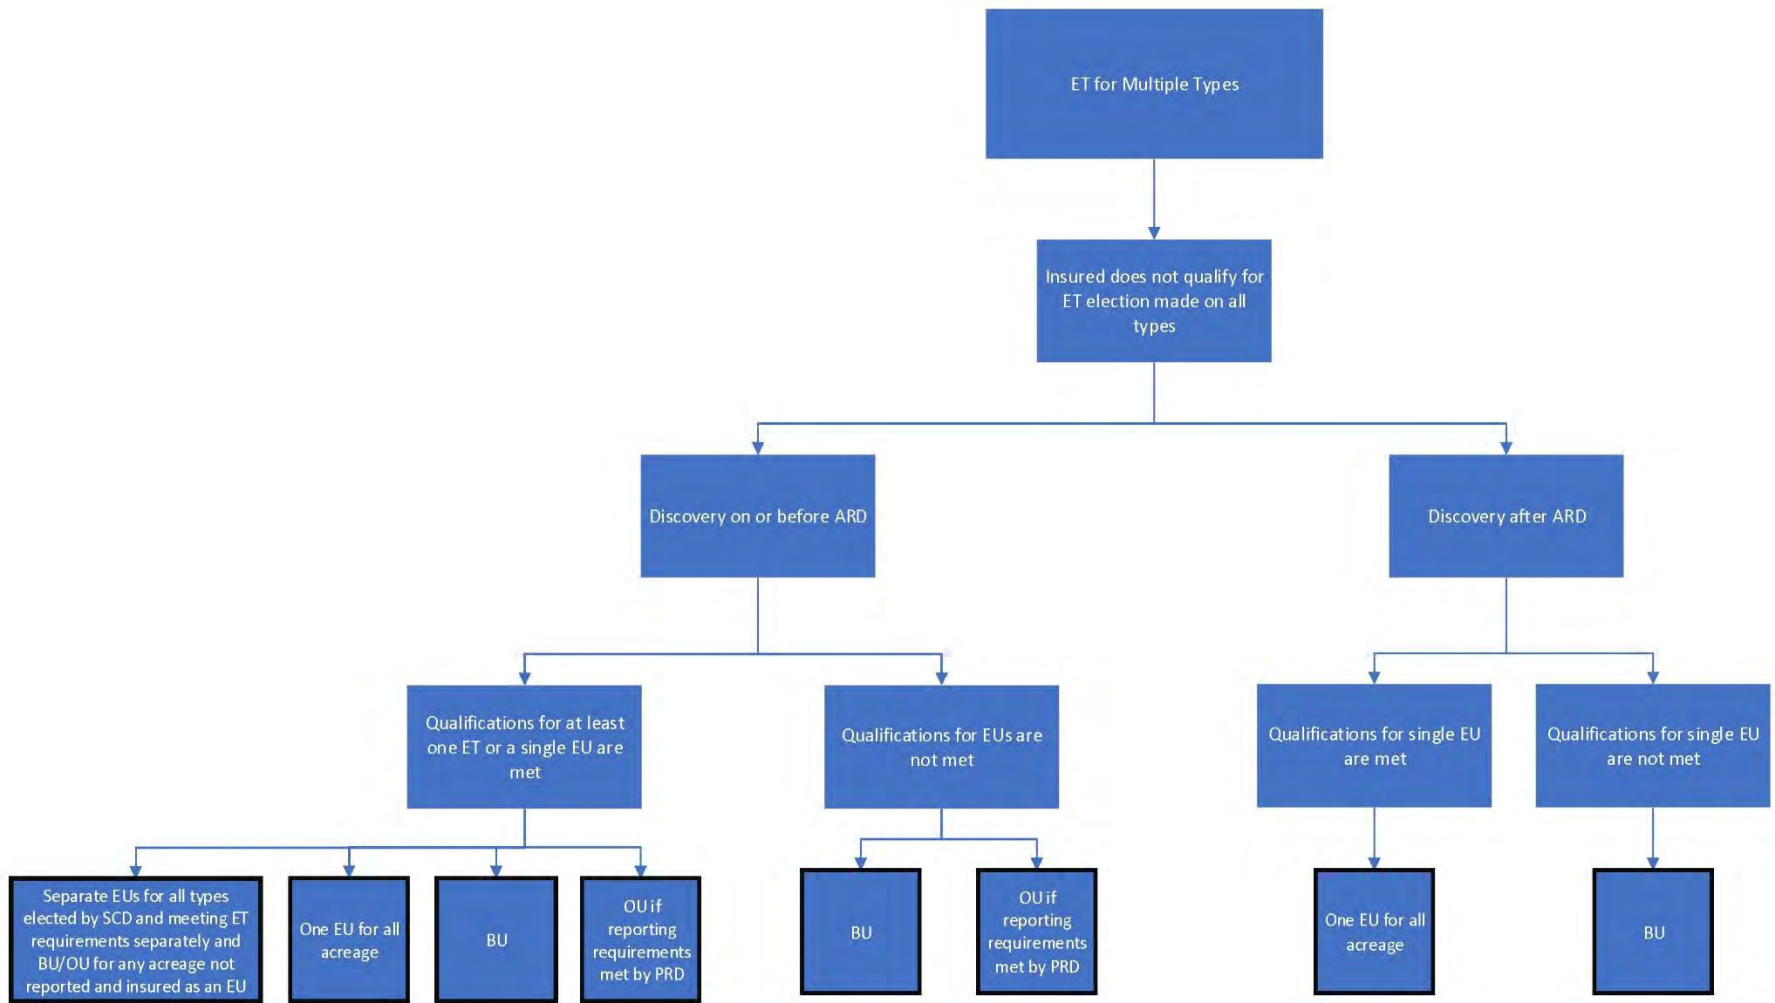 ET for Multiple Types
Insured does not qualify for
ET election made on all
types
Discovery on or before ARD
Discovery after ARD
Qualifications for at least
one ET or a single EU are
met
Qualifications for EUs are
not met
Qualifications for single EU
are met
Qualifications for single EU
are not met
Separate EUs for all types
elected by SCD and meeting ET
requirements separately and
BU/OU for any acreage not
reported and insured as an EU
One EU for all
acreage
BU
OU if
reporting
requirements
met by PRD
BU
OU if
reporting
requirements
met by PRD
One EU for all
acreage
BU